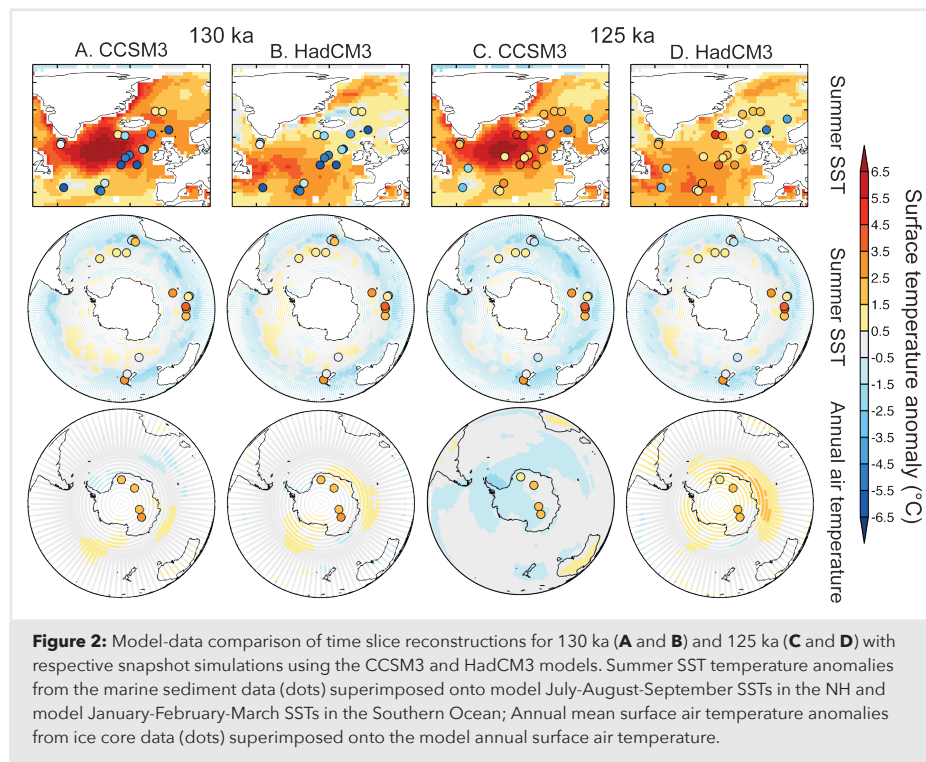 130 ka
125 ka
A. CCSM3
B. HadCM3
C. CCSM3
D. HadCM3
Summer SST
Summer SST
Annual air temperature
6.5
5.5
4.5
3.5
2.5
1.5
0.5
-0.5
-1.5
-2.5
-3.5
-4.5
-5.5
-6.5
Surface temperature anomaly (°C)
Figure 2: Model-data comparison of time slice reconstructions for 130 ka (A and B) and 125 ka (C and D) with
respective snapshot simulations using the CCSM3 and HadCM3 models. Summer SST temperature anomalies
from the marine sediment data (dots) superimposed onto model July-August-September SSTs in the NH and
model January-February-March SSTs in the Southern Ocean; Annual mean surface air temperature anomalies
from ice core data (dots) superimposed onto the model annual surface air temperature.